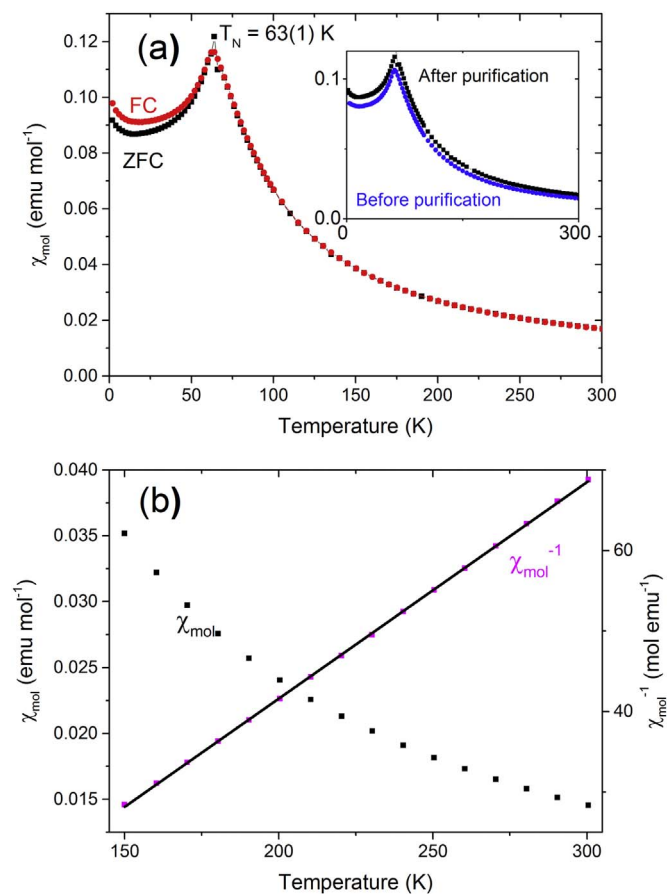 (a)
T_N = 63(1) K
FC
ZFC
0.12
0.10
0.08
0.06
0.04
0.02
0.00
χ_mol (emu mol⁻¹)
0 50 100 150 200 250 300
Temperature (K)
After purification
Before purification
0.1
0.0
0 300
(b)
χ_mol
χ_mol⁻¹
0.040
0.035
0.030
0.025
0.020
0.015
χ_mol (emu mol⁻¹)
60
40
χ_mol⁻¹ (mol emu⁻¹)
150 200 250 300
Temperature (K)